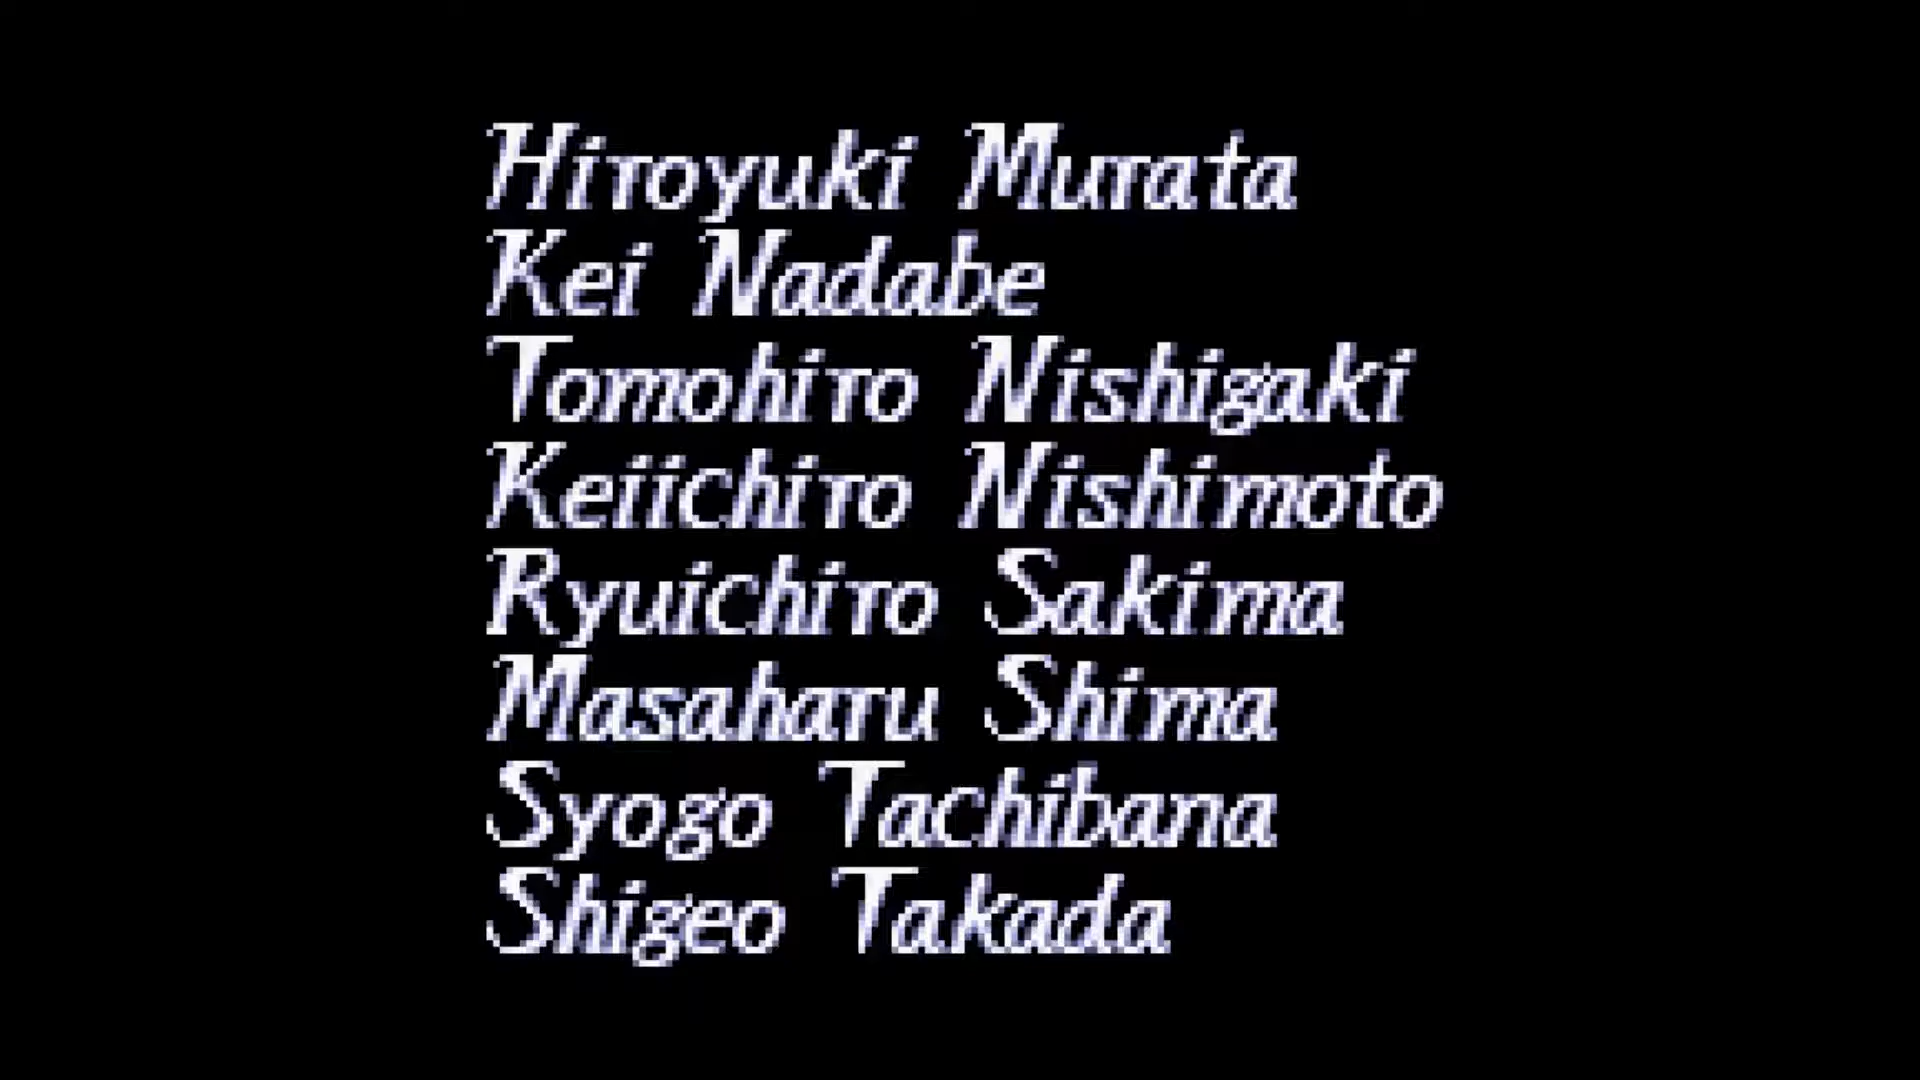 Hiroyuki Murata
Kei Nadabe
Tomohiro Nishigaki
Keiichiro Nishimoto
Ryuichiro Sakima
Masaharu Shima
Syogo Tachibana
Shigeo Takada